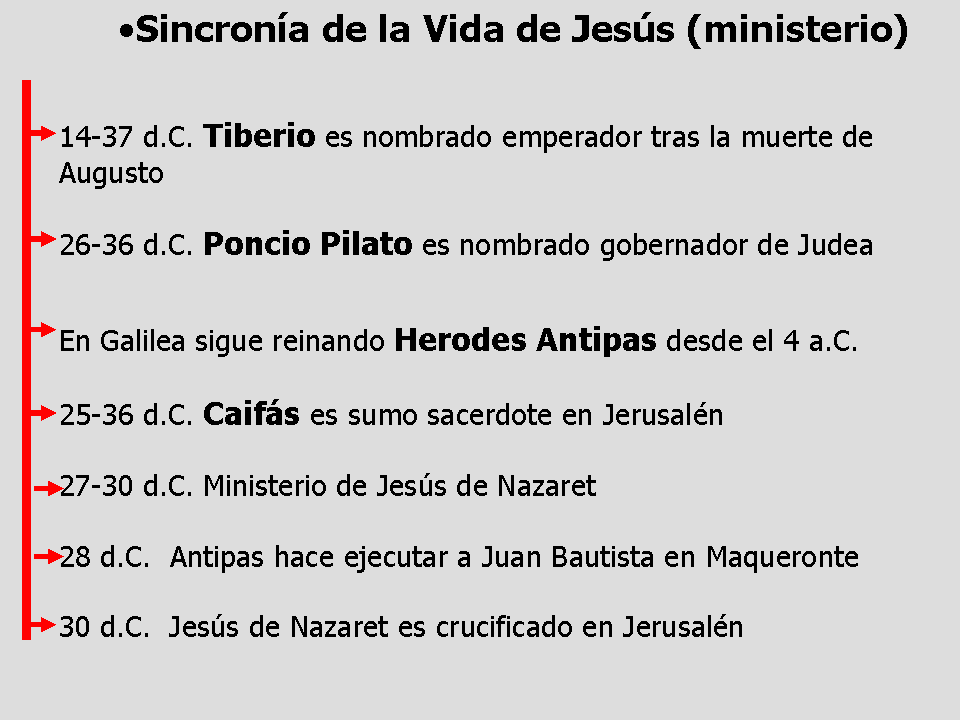 •Sincronía de la Vida de Jesús (ministerio)
14-37 d.C. Tiberio es nombrado emperador tras la muerte de
Augusto
26-36 d.C. Poncio Pilato es nombrado gobernador de Judea
En Galilea sigue reinando Herodes Antipas desde el 4 a.C.
25-36 d.C. Caifás es sumo sacerdote en Jerusalén
27-30 d.C. Ministerio de Jesús de Nazaret
28 d.C.  Antipas hace ejecutar a Juan Bautista en Maqueronte
30 d.C.  Jesús de Nazaret es crucificado en Jerusalén